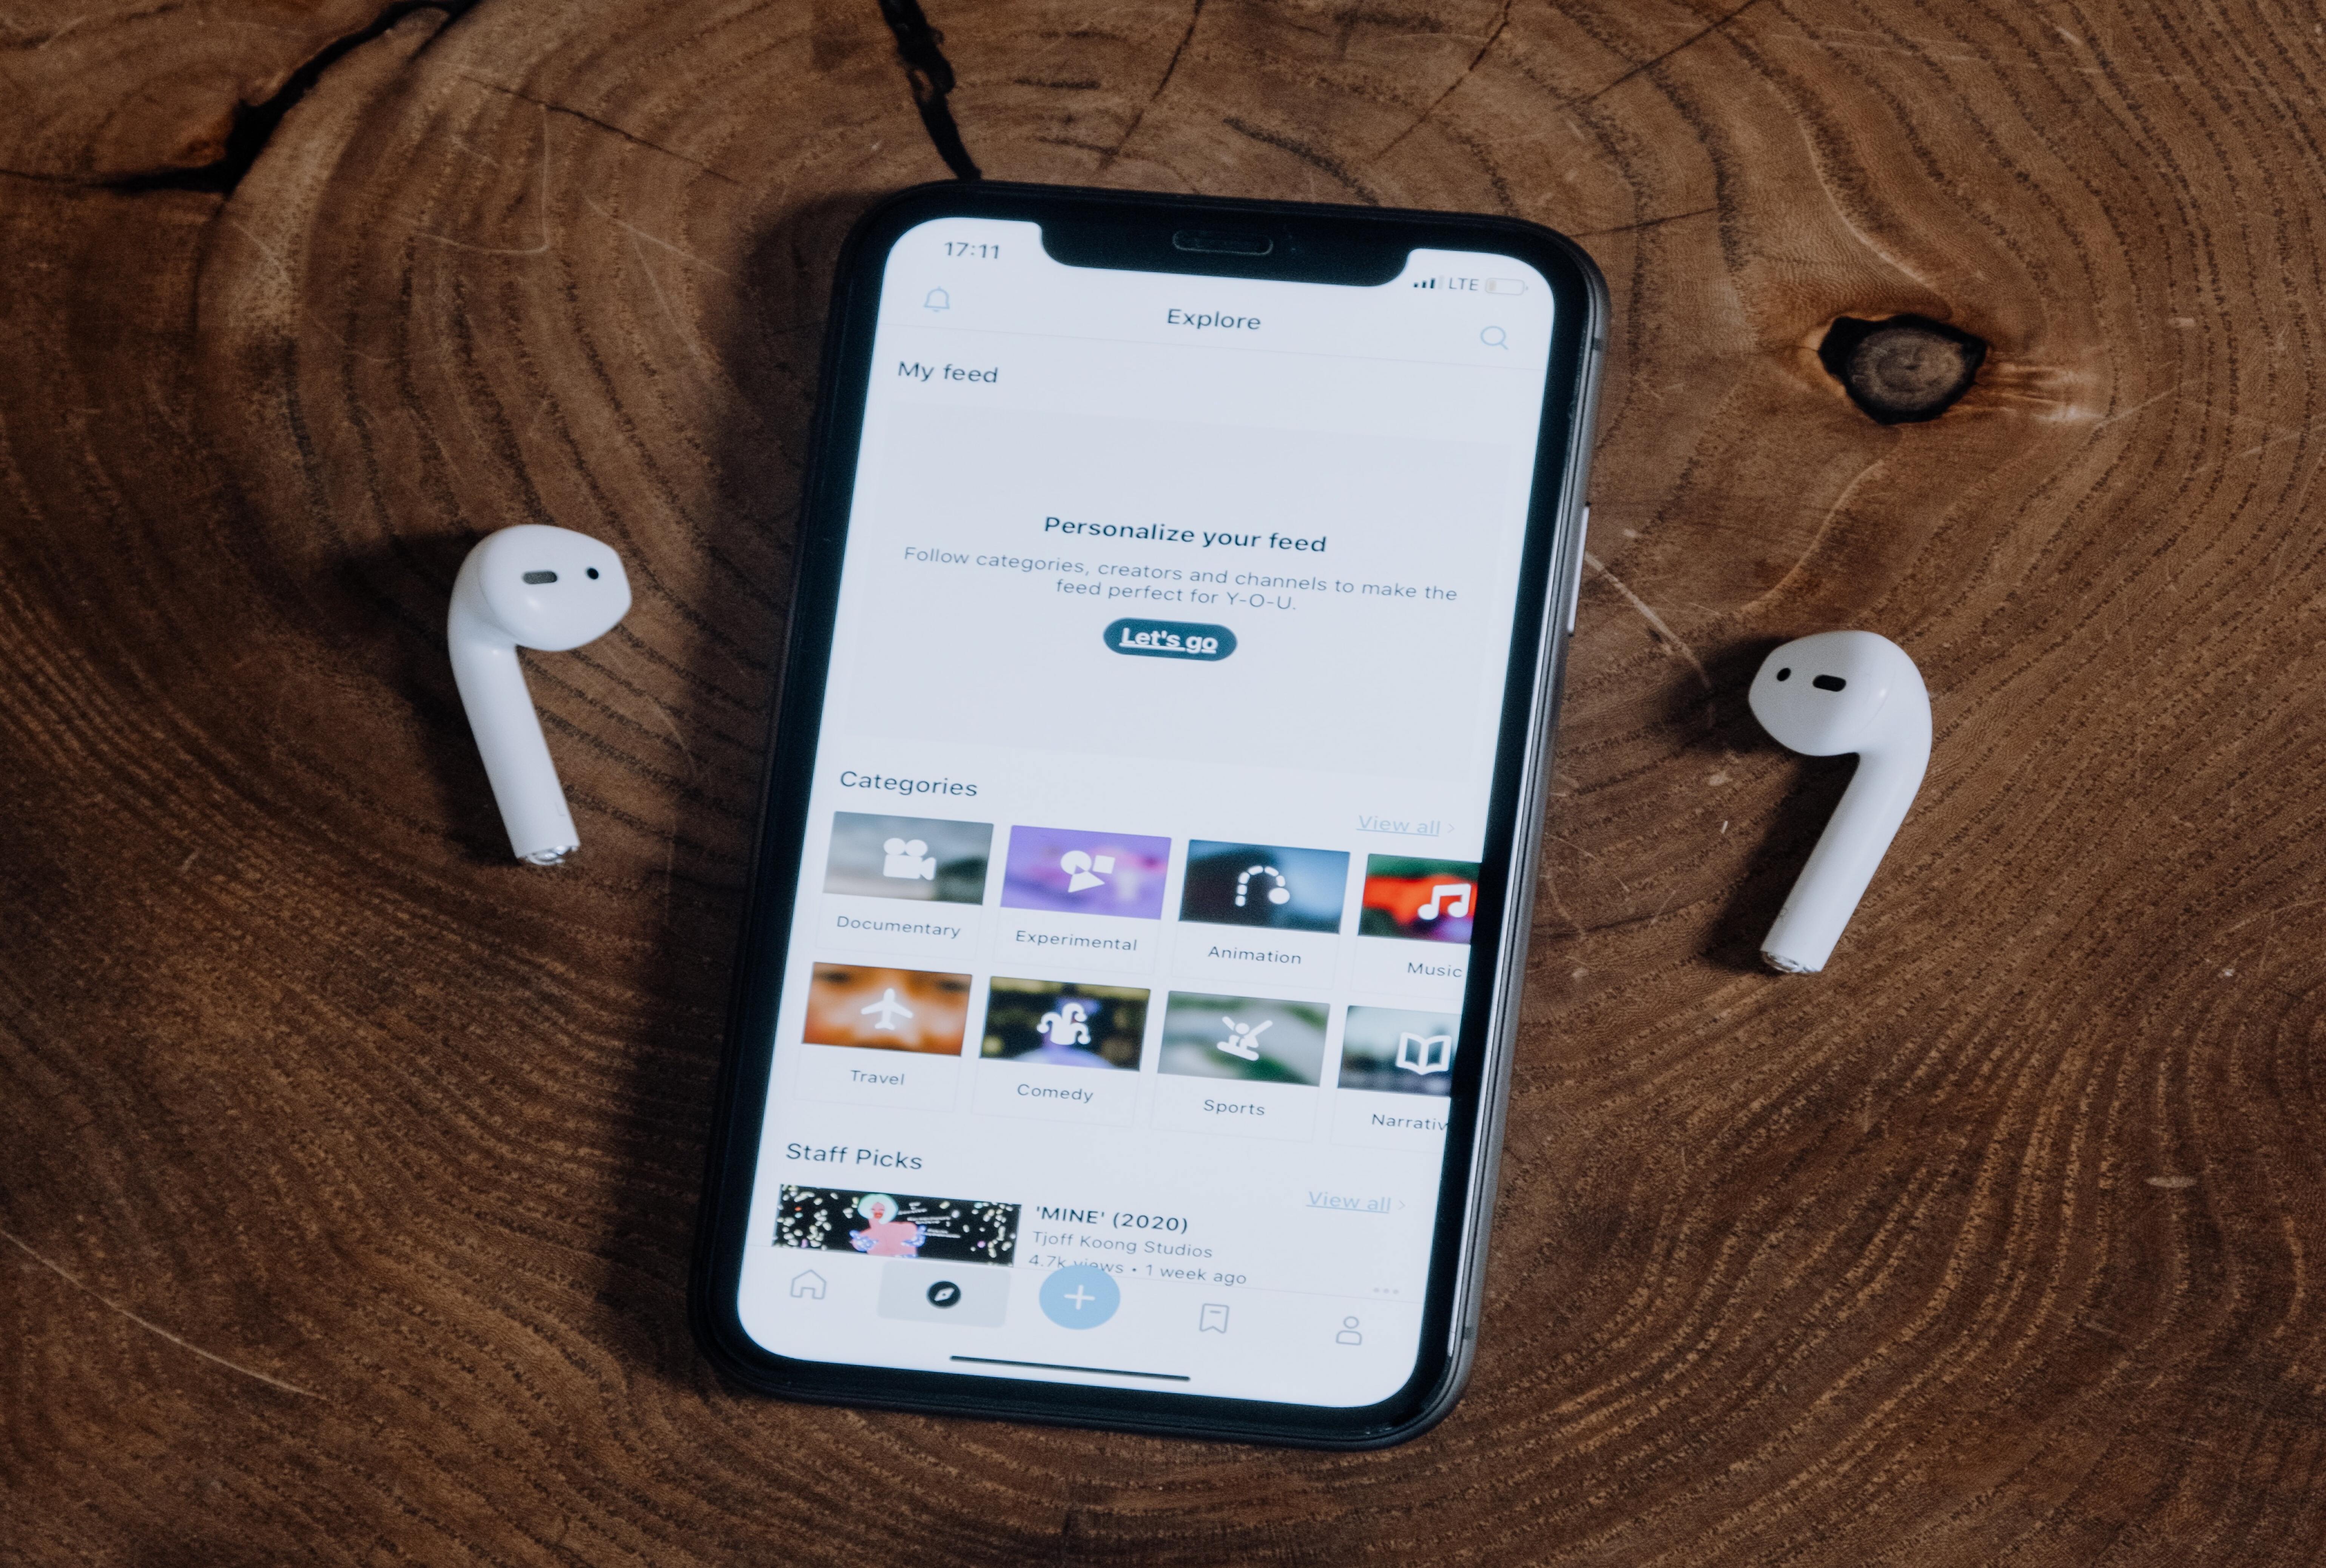 17:11
LTE
Explore
My feed
Personalize your feed
Follow categories, creators and channels to make the
feed perfect for Y-O-U.
Let's go
Categories
View all
Documentary
Experimental
Animation
Music
Travel
Comedy
Sports
Narrativ
Staff Picks
View all
'MINE' (2020)
Tjoff Koong Studios
4.7k views • 1 week ago